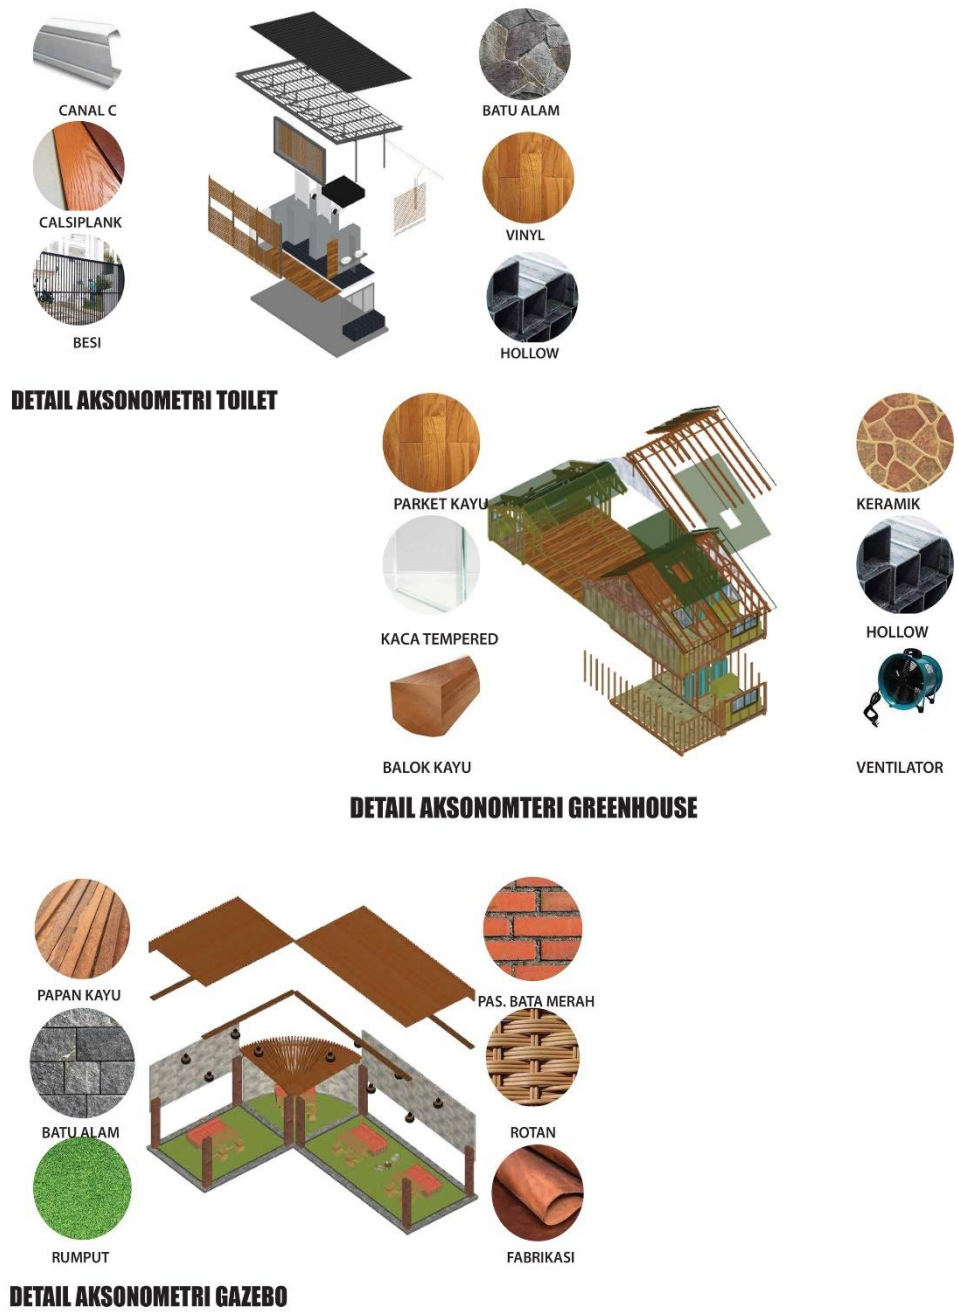 CANAL C
BATU ALAM
CALSIPLANK
VINYL
BESI
HOLLOW
DETAIL AKSONOMETRI TOILET
PARKET KAYU
KERAMIK
KACA TEMPERED
HOLLOW
BALOK KAYU
VENTILATOR
DETAIL AKSONOMTERI GREENHOUSE
PAPAN KAYU
PAS. BATA MERAH
BATU ALAM
ROTAN
RUMPUT
FABRIKASI
DETAIL AKSONOMETRI GAZEBO